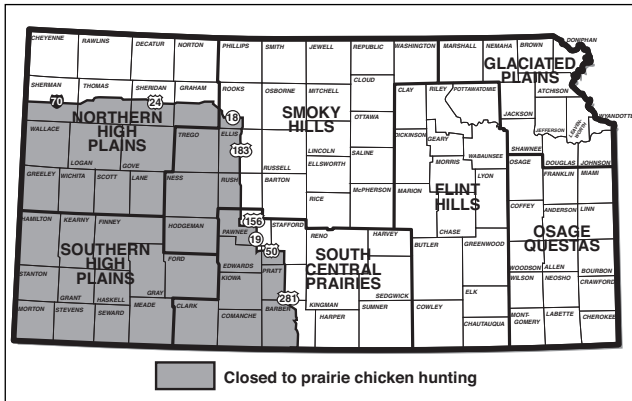 CHEYENNE RAWLINS DECATUR NORTON PHILLIPS SMITH JEWELL REPUBLIC WASHINGTON MARSHALL NEMAHA BROWN DONIPHAN
GLACIATED
PLAINS
SHERMAN THOMAS SHERIDAN GRAHAM ROOKS OSBORNE MITCHELL CLOUD CLAY RILEY POTTAWATOMIE JACKSON ATCHISON
70 24 18
NORTHERN
HIGH
PLAINS
SMOKY
HILLS
OTTAWA JEFFERSON LEAVEN-
WORTH WYANDOTTE
WALLACE LOGAN GOVE TREGO ELLIS 183 RUSSELL LINCOLN SALINE DICKINSON GEARY WABAUNSEE SHAWNEE DOUGLAS JOHNSON
ELLSWORTH MORRIS OSAGE FRANKLIN MIAMI
GREELEY WICHITA SCOTT LANE NESS RUSH BARTON RICE McPHERSON MARION LYON
FLINT
HILLS
CHASE COFFEY ANDERSON LINN
HAMILTON KEARNY FINNEY HODGEMAN PAWNEE 156 19 50 STAFFORD RENO HARVEY BUTLER GREENWOOD
OSAGE
QUESTAS
SOUTHERN
HIGH
PLAINS
SOUTH
CENTRAL
PRAIRIES
WOODSON ALLEN BOURBON
STANTON GRANT HASKELL GRAY FORD EDWARDS KIOWA PRATT 281 KINGMAN SEDGWICK ELK WILSON NEOSHO CRAWFORD
MORTON STEVENS SEWARD MEADE CLARK COMANCHE BARBER HARPER SUMNER COWLEY CHAUTAUQUA MONT-
GOMERY LABETTE CHEROKEE
Closed to prairie chicken hunting